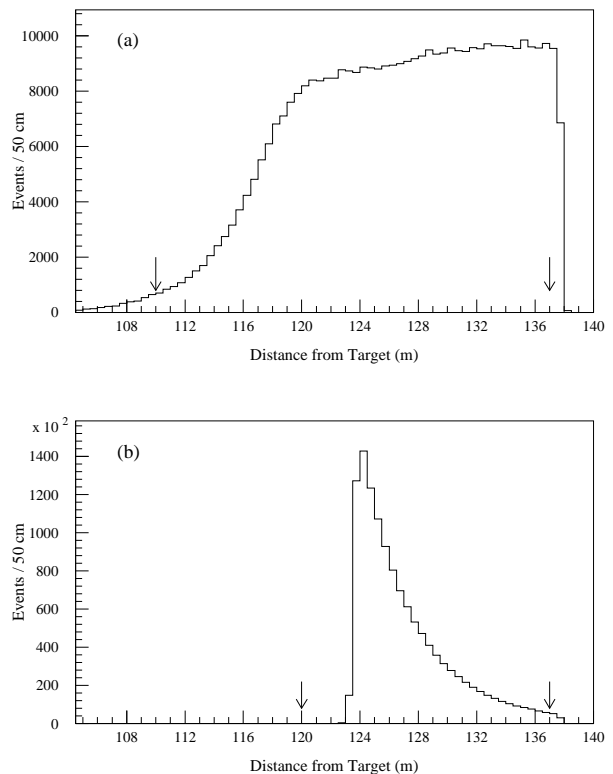 (a)
Events / 50 cm
10000
8000
6000
4000
2000
0
108 112 116 120 124 128 132 136 140
Distance from Target (m)
x 10 2
(b)
Events / 50 cm
1400
1200
1000
800
600
400
200
0
108 112 116 120 124 128 132 136 140
Distance from Target (m)